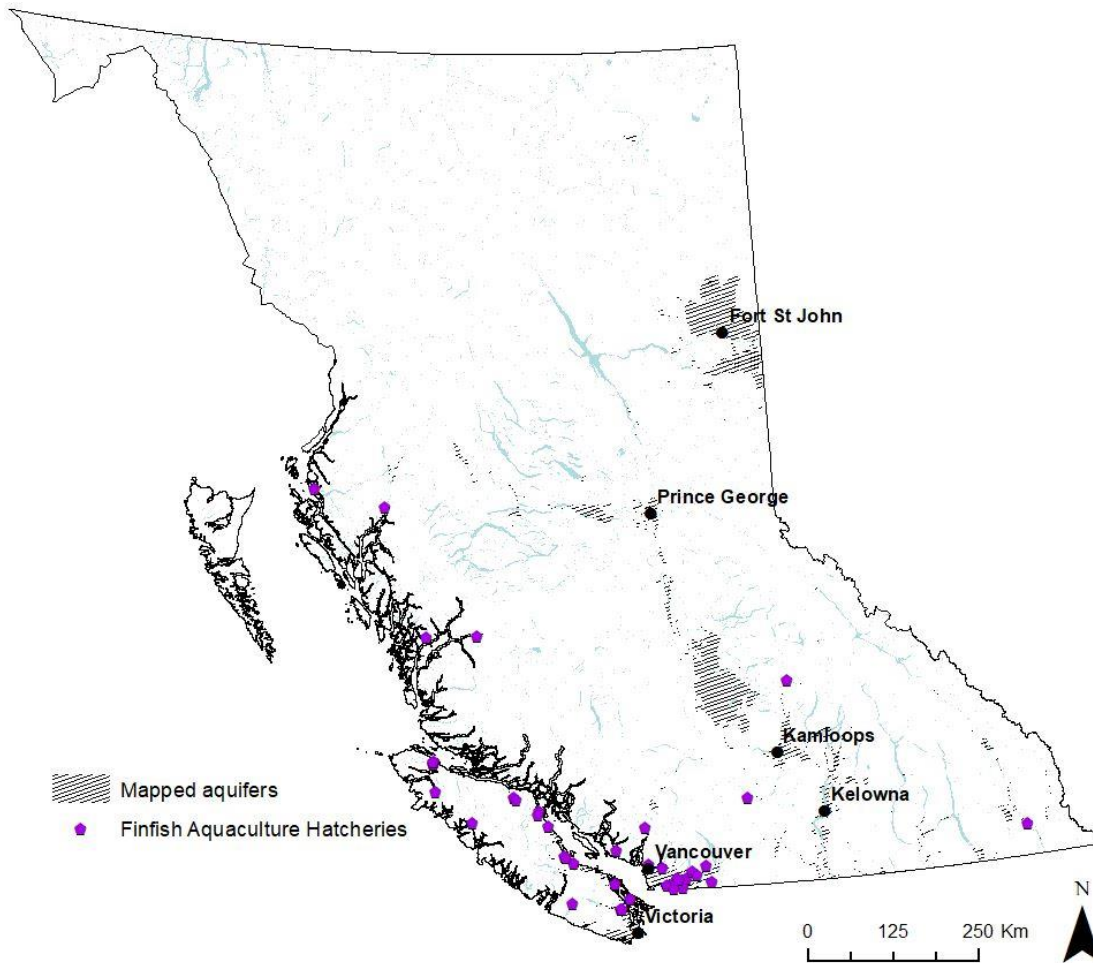 Fort St John
Prince George
Kamloops
Kelowna
Mapped aquifers
Finfish Aquaculture Hatcheries
Vancouver
Victoria
N
0 125 250 Km